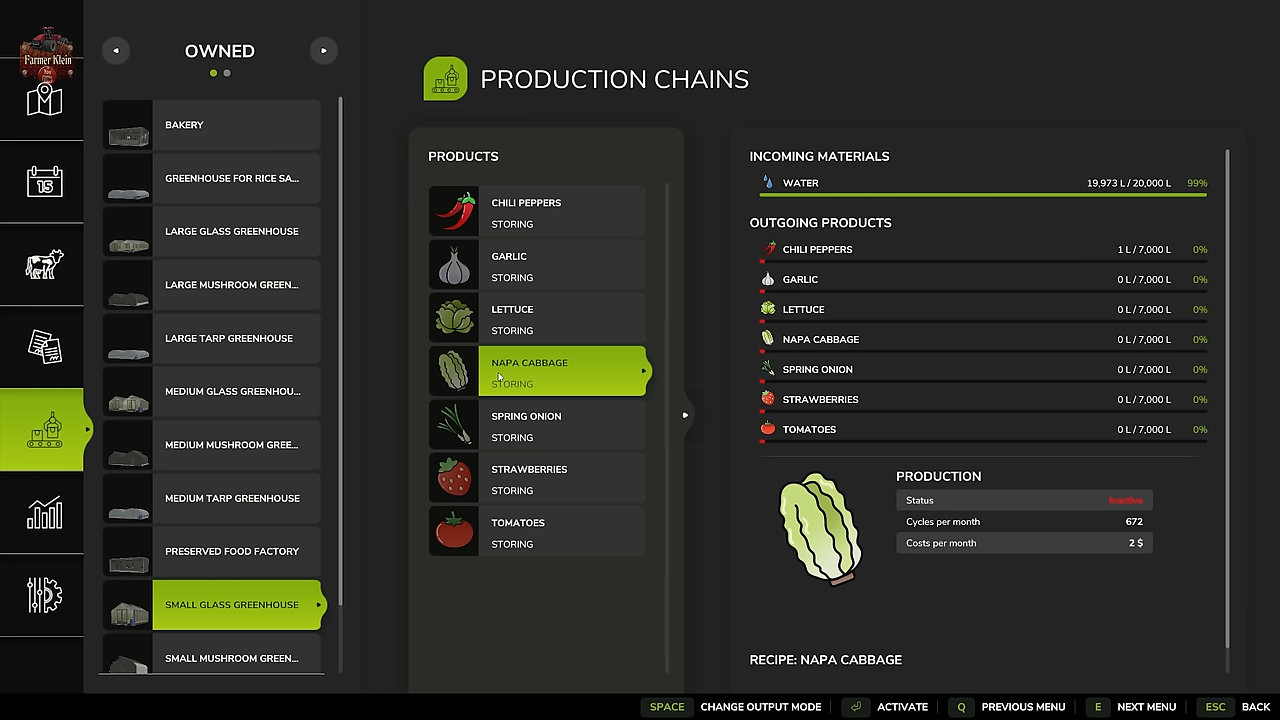 Farmer Klein
You
15
OWNED
BAKERY
GREENHOUSE FOR RICE SA...
LARGE GLASS GREENHOUSE
LARGE MUSHROOM GREEN...
LARGE TARP GREENHOUSE
MEDIUM GLASS GREENHOU...
MEDIUM MUSHROOM GREE...
MEDIUM TARP GREENHOUSE
PRESERVED FOOD FACTORY
SMALL GLASS GREENHOUSE
SMALL MUSHROOM GREEN...
PRODUCTION CHAINS
PRODUCTS
CHILI PEPPERS
STORING
GARLIC
STORING
LETTUCE
STORING
NAPA CABBAGE
STORING
SPRING ONION
STORING
STRAWBERRIES
STORING
TOMATOES
STORING
INCOMING MATERIALS
WATER 19,973 L / 20,000 L 99%
OUTGOING PRODUCTS
CHILI PEPPERS 1 L / 7,000 L 0%
GARLIC 0 L / 7,000 L 0%
LETTUCE 0 L / 7,000 L 0%
NAPA CABBAGE 0 L / 7,000 L 0%
SPRING ONION 0 L / 7,000 L 0%
STRAWBERRIES 0 L / 7,000 L 0%
TOMATOES 0 L / 7,000 L 0%
PRODUCTION
Status Inactive
Cycles per month 672
Costs per month 2 $
RECIPE: NAPA CABBAGE
SPACE CHANGE OUTPUT MODE ACTIVATE Q PREVIOUS MENU E NEXT MENU ESC BACK